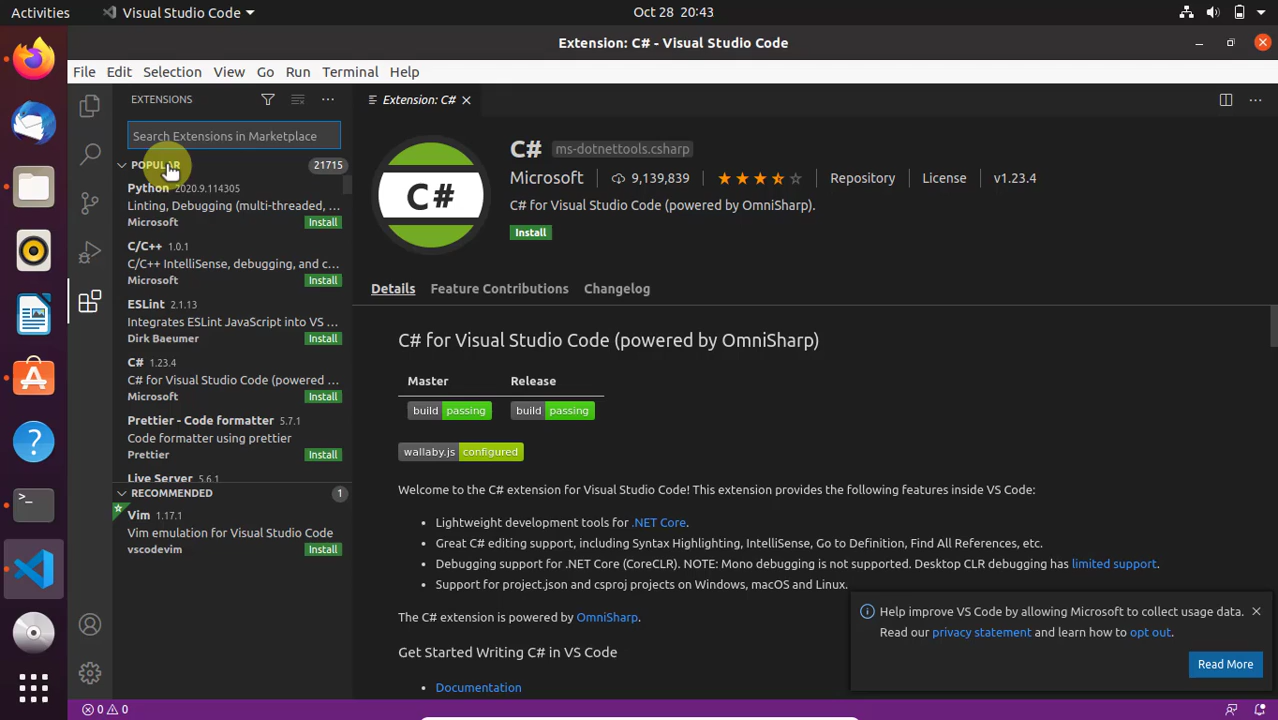 Activities
Visual Studio Code
Oct 28 20:43
Extension: C# - Visual Studio Code
File Edit Selection View Go Run Terminal Help
EXTENSIONS
Search Extensions in Marketplace
POPULAR 21715
Python 2020.9.114305
Linting, Debugging (multi-threaded, ...
Microsoft Install
C/C++ 1.0.1
C/C++ IntelliSense, debugging, and c...
Microsoft Install
ESLint 2.1.13
Integrates ESLint JavaScript into VS ...
Dirk Baeumer Install
C# 1.23.4
C# for Visual Studio Code (powered ...
Microsoft Install
Prettier - Code formatter 5.7.1
Code formatter using prettier
Prettier Install
Live Server 5.6.1
RECOMMENDED 1
Vim 1.17.1
Vim emulation for Visual Studio Code
vscodevim Install
Extension: C#
C#
C# ms-dotnettools.csharp
Microsoft 9,139,839 Repository License v1.23.4
C# for Visual Studio Code (powered by OmniSharp).
Install
Details Feature Contributions Changelog
C# for Visual Studio Code (powered by OmniSharp)
Master Release
build passing build passing
wallaby.js configured
Welcome to the C# extension for Visual Studio Code! This extension provides the following features inside VS Code:
• Lightweight development tools for .NET Core.
• Great C# editing support, including Syntax Highlighting, IntelliSense, Go to Definition, Find All References, etc.
• Debugging support for .NET Core (CoreCLR). NOTE: Mono debugging is not supported. Desktop CLR debugging has limited support.
• Support for project.json and csproj projects on Windows, macOS and Linux.
The C# extension is powered by OmniSharp.
Get Started Writing C# in VS Code
• Documentation
Help improve VS Code by allowing Microsoft to collect usage data.
Read our privacy statement and learn how to opt out.
Read More
0 0